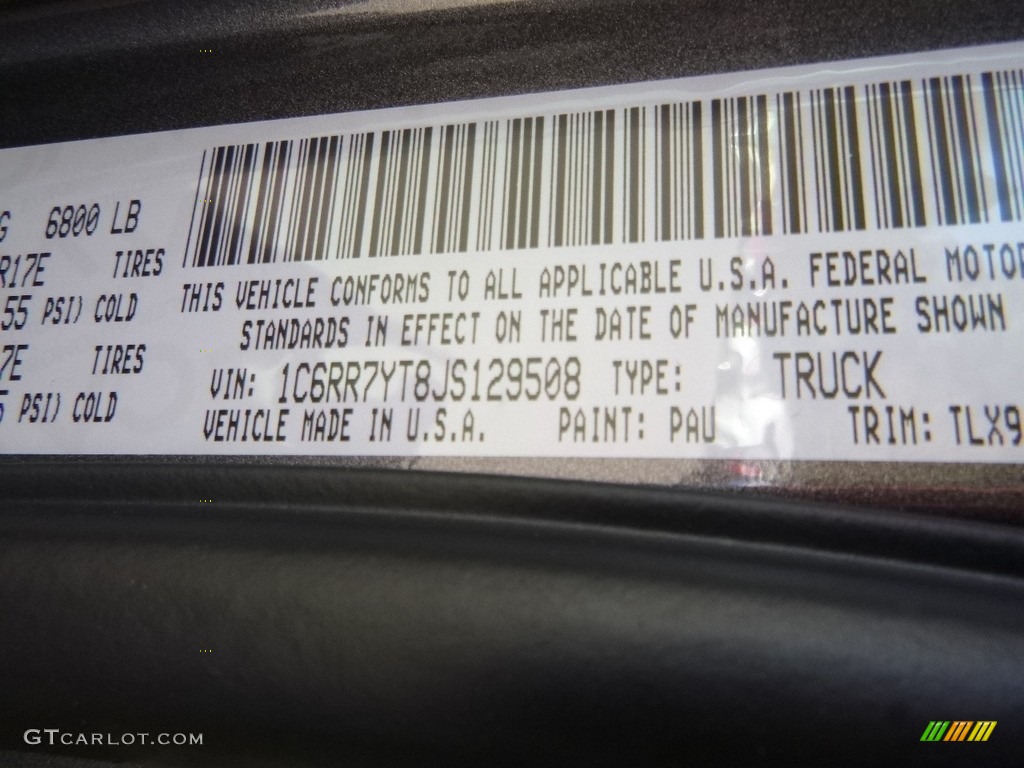 G 6800 LB
R17E TIRES
55 PSI) COLD
7E TIRES
PSI) COLD
THIS VEHICLE CONFORMS TO ALL APPLICABLE U.S.A. FEDERAL MOTOR
STANDARDS IN EFFECT ON THE DATE OF MANUFACTURE SHOWN
VIN: 1C6RR7YT8JS129508 TYPE: TRUCK
VEHICLE MADE IN U.S.A. PAINT: PAU TRIM: TLX9
GTCARLOT.COM